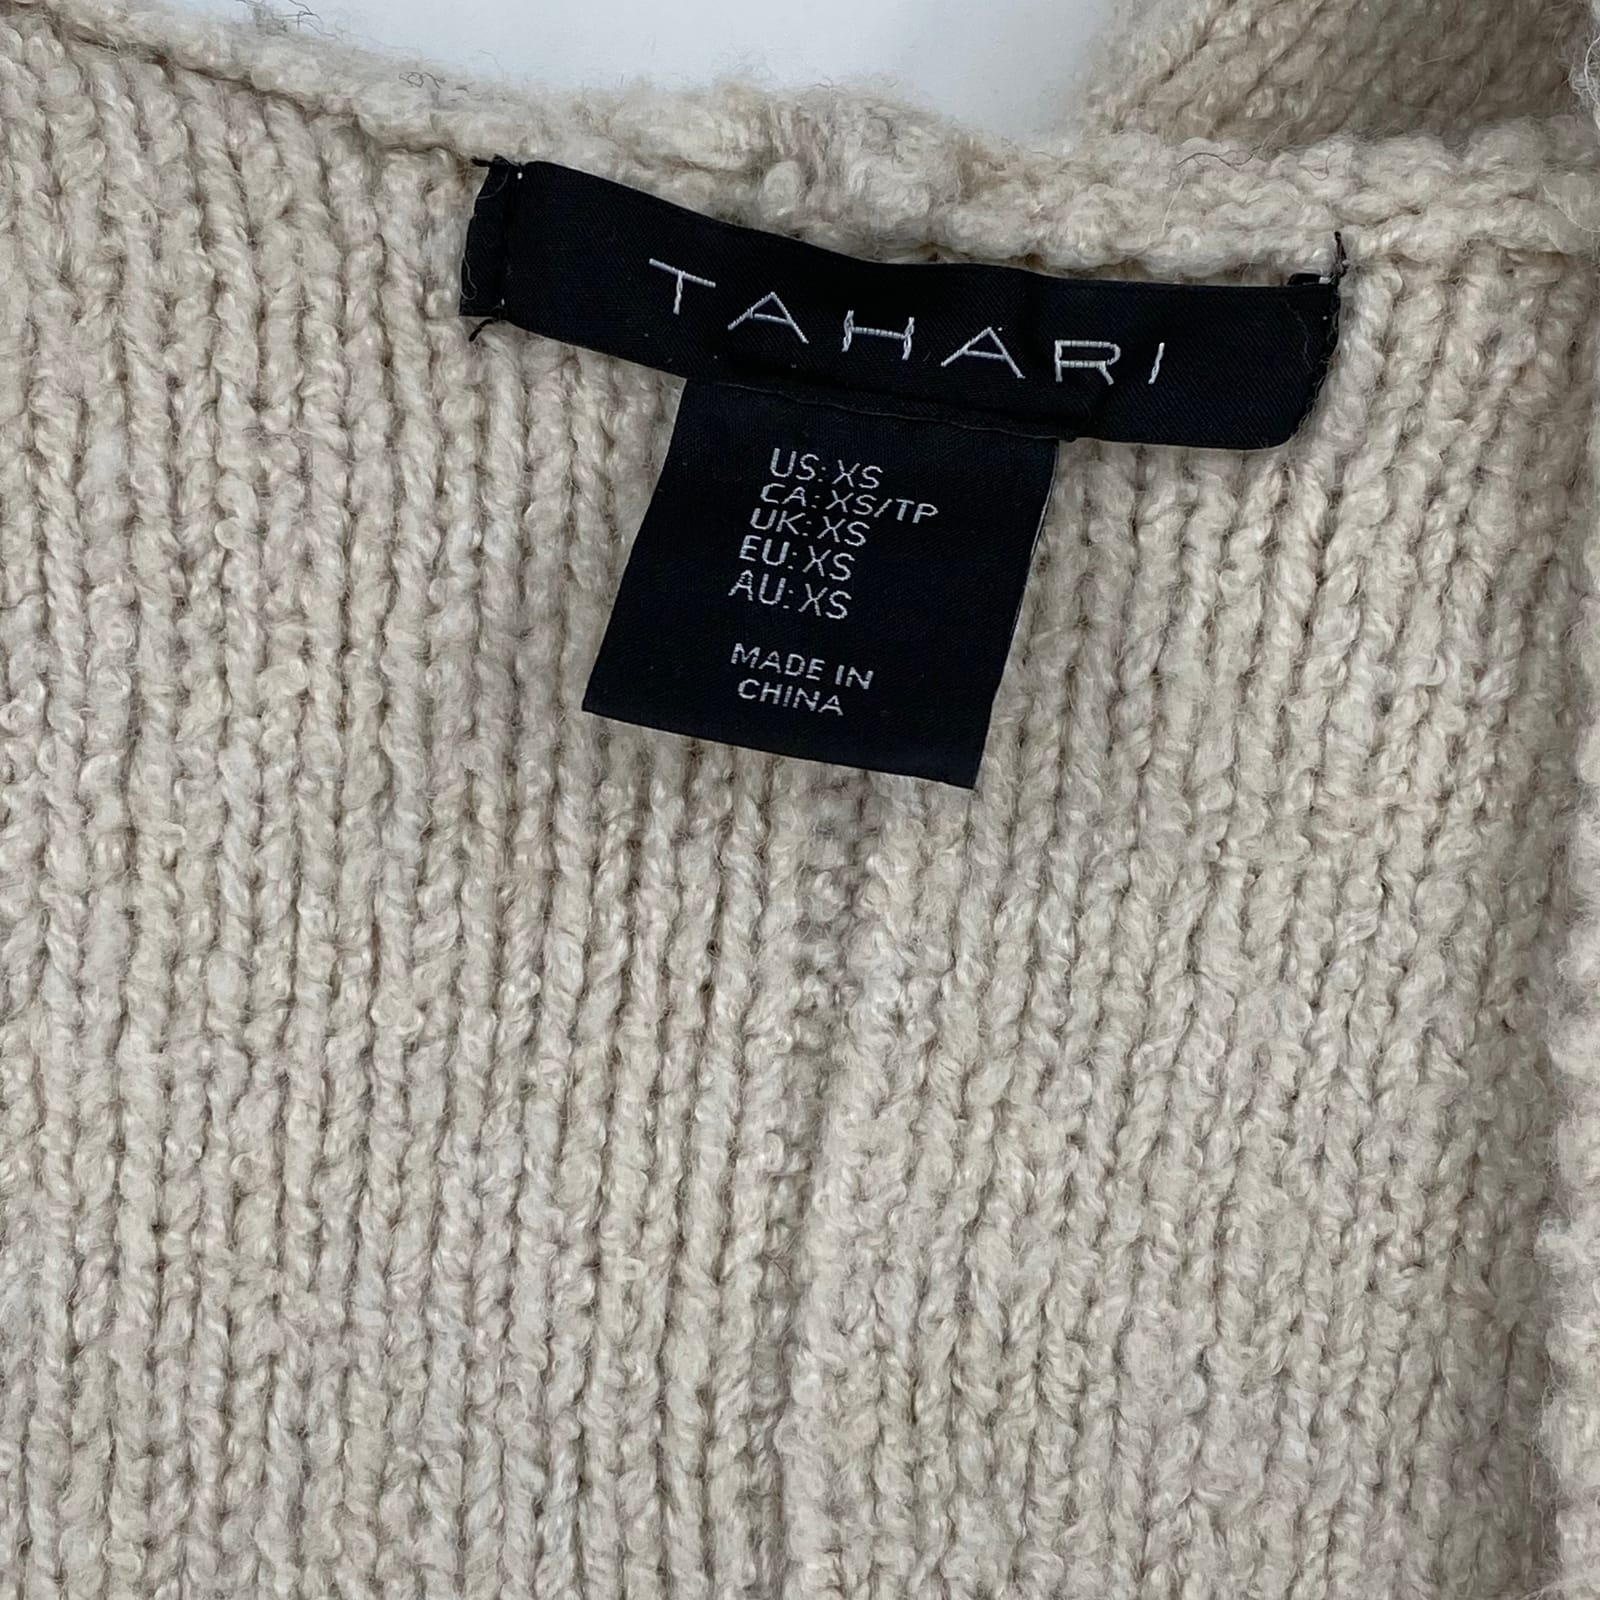 TAHARI
US: XS
CA: XS/TP
UK: XS
EU: XS
AU: XS
MADE IN
CHINA